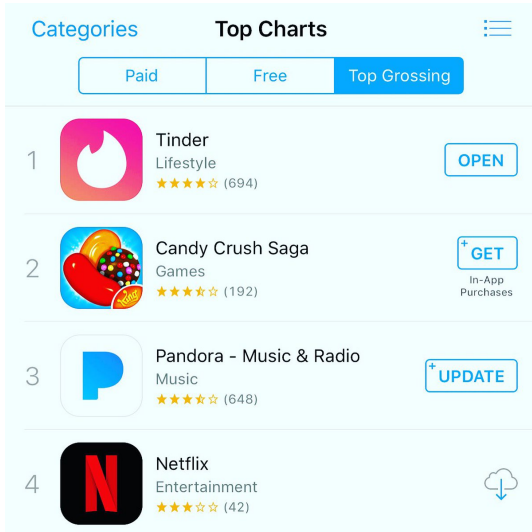 Categories
Top Charts
Paid
Free
Top Grossing
1
Tinder
Lifestyle
(694)
OPEN
2
Candy Crush Saga
Games
(192)
+GET
In-App
Purchases
King
3
P
Pandora - Music & Radio
Music
(648)
+UPDATE
4
N
Netflix
Entertainment
(42)